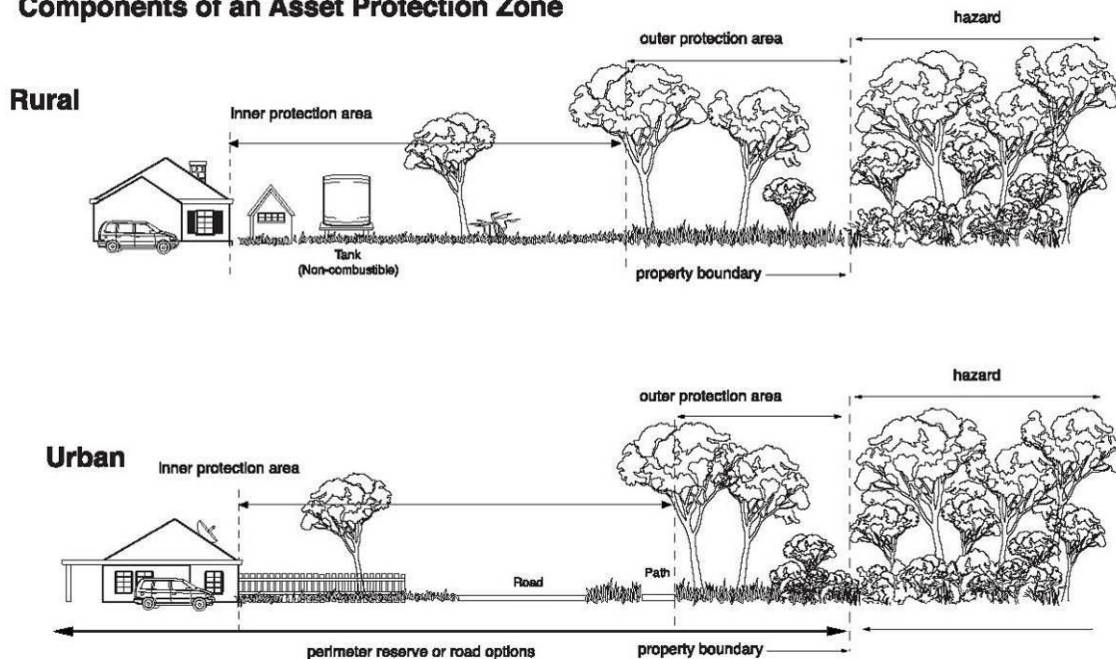 Components of an Asset Protection Zone
hazard
outer protection area
Rural
Inner protection area
Tank
(Non-combustible)
property boundary
hazard
outer protection area
Urban
Inner protection area
Road
Path
perimeter reserve or road options
property boundary